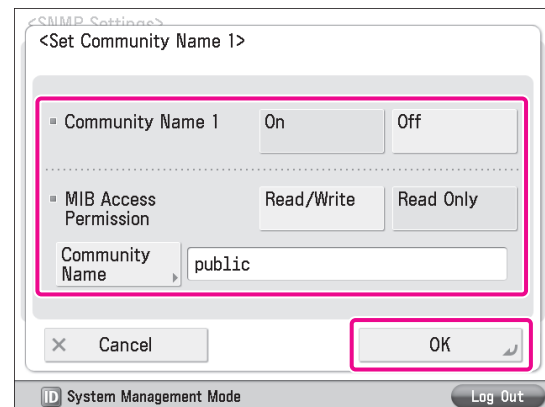 <SNMP Settings>
<Set Community Name 1>
Community Name 1 On Off
MIB Access Permission Read/Write Read Only
Community Name public
Cancel OK
ID System Management Mode Log Out